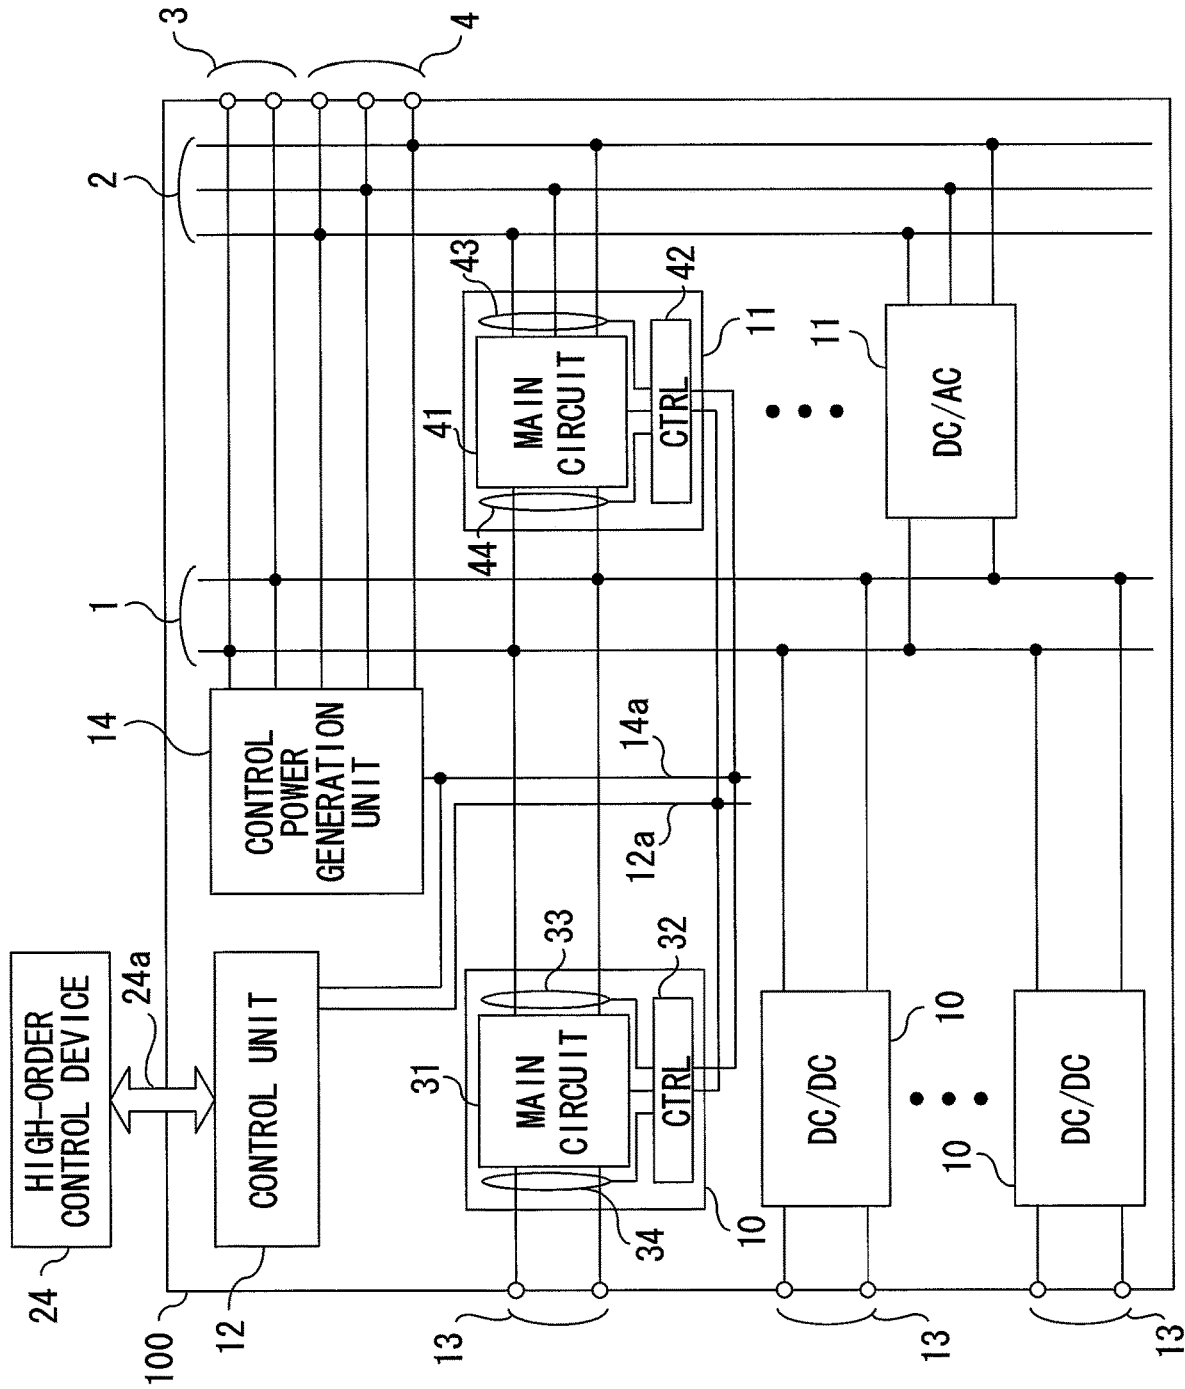 24
HIGH-ORDER
CONTROL DEVICE
24a
100
12
CONTROL UNIT
14
CONTROL
POWER
GENERATION
UNIT
1
2
3
4
13
34
31
MAIN
CIRCUIT
33
32
CTRL
10
12a
14a
44
41
MAIN
CIRCUIT
43
42
CTRL
11
13
DC/DC
10
11
DC/AC
13
10
DC/DC